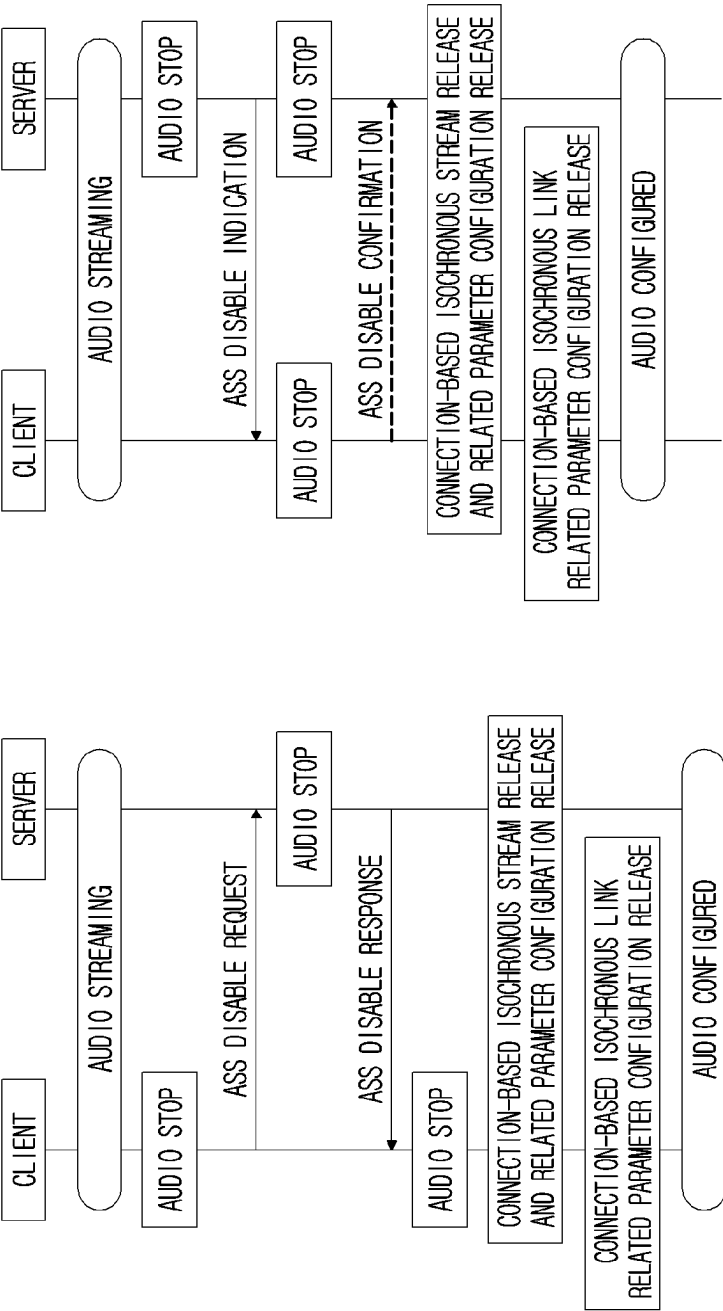 CLIENT
SERVER
AUDIO STREAMING
AUDIO STOP
ASS DISABLE REQUEST
AUDIO STOP
ASS DISABLE RESPONSE
AUDIO STOP
CONNECTION-BASED ISOCHRONOUS STREAM RELEASE
AND RELATED PARAMETER CONFIGURATION RELEASE
CONNECTION-BASED ISOCHRONOUS LINK
RELATED PARAMETER CONFIGURATION RELEASE
AUDIO CONFIGURED
CLIENT
SERVER
AUDIO STREAMING
AUDIO STOP
ASS DISABLE INDICATION
AUDIO STOP
AUDIO STOP
ASS DISABLE CONFIRMATION
CONNECTION-BASED ISOCHRONOUS STREAM RELEASE
AND RELATED PARAMETER CONFIGURATION RELEASE
CONNECTION-BASED ISOCHRONOUS LINK
RELATED PARAMETER CONFIGURATION RELEASE
AUDIO CONFIGURED